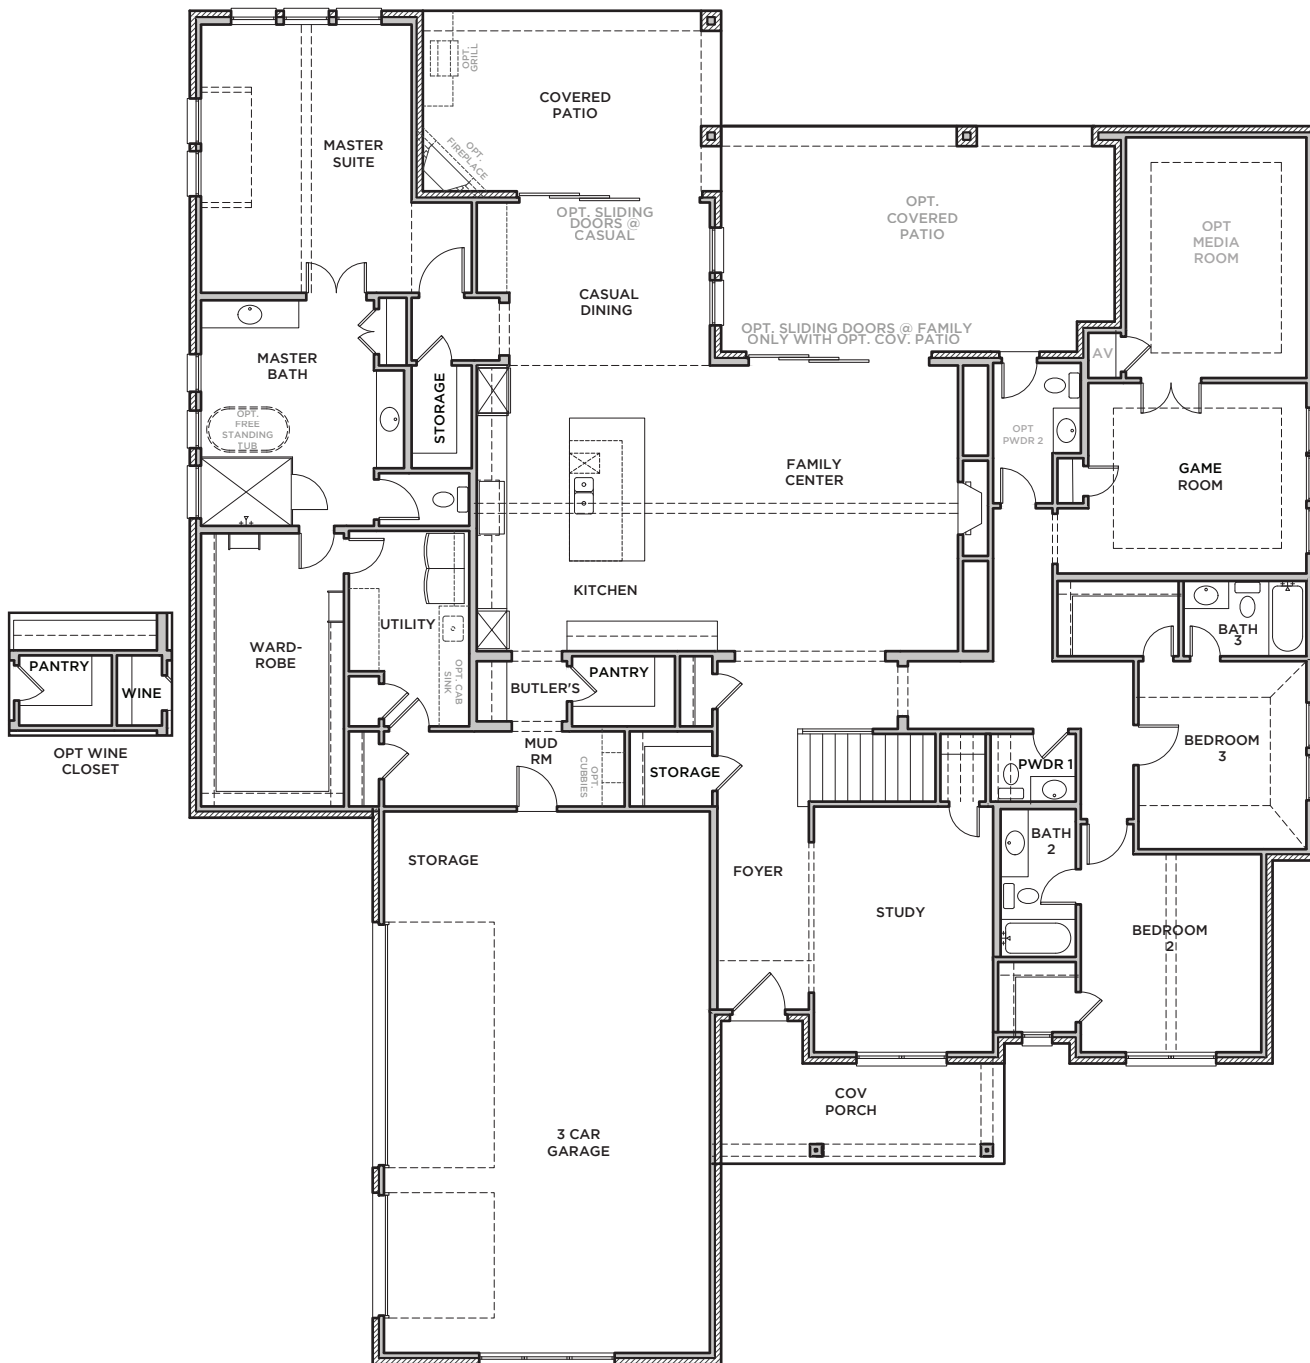 OPT.
GRILL
COVERED
PATIO
MASTER
SUITE
OPT.
FIREPLACE
OPT. SLIDING
DOORS @
CASUAL
OPT.
COVERED
PATIO
OPT
MEDIA
ROOM
CASUAL
DINING
OPT. SLIDING DOORS @ FAMILY
ONLY WITH OPT. COV. PATIO
AV
MASTER
BATH
STORAGE
OPT.
FREE
STANDING
TUB
OPT
PWDR 2
FAMILY
CENTER
GAME
ROOM
KITCHEN
UTILITY
WARD-
ROBE
OPT. CAB
SINK
BATH
3
PANTRY
WINE
OPT WINE
CLOSET
BUTLER'S
PANTRY
MUD
RM
OPT.
CUBBIES
STORAGE
PWDR 1
BEDROOM
3
STORAGE
FOYER
STUDY
BATH
2
BEDROOM
2
COV
PORCH
3 CAR
GARAGE